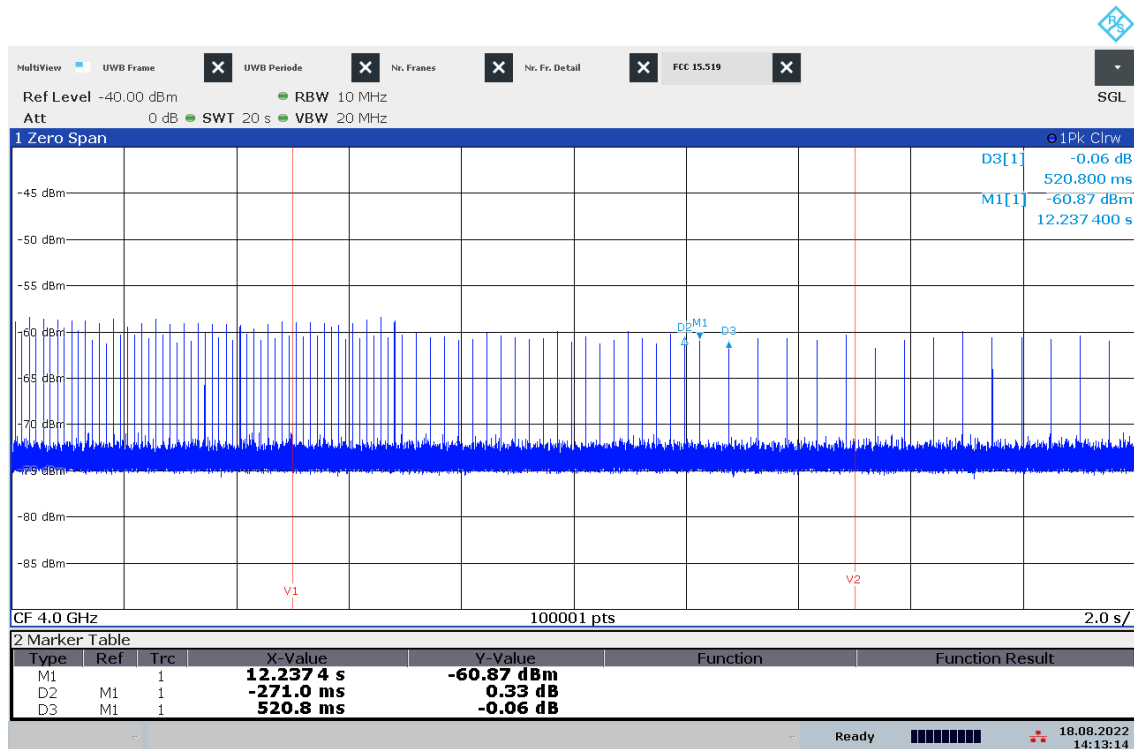 R&S
MultiView UWB Frame UWB Periode Nr. Franes Nr. Fr. Detail FCC 15.519
Ref Level -40.00 dBm RBW 10 MHz SGL
Att 0 dB SWT 20 s VBW 20 MHz
1 Zero Span 1Pk Clrw
D3[1] -0.06 dB
520.800 ms
M1[1] -60.87 dBm
12.237 400 s
-45 dBm
-50 dBm
-55 dBm
-60 dBm
D2 M1 D3
-65 dBm
-70 dBm
-75 dBm
-80 dBm
-85 dBm
V1 V2
CF 4.0 GHz 100001 pts 2.0 s/
2 Marker Table
Type Ref Trc X-Value Y-Value Function Function Result
M1 1 12.237 4 s -60.87 dBm
D2 M1 1 -271.0 ms 0.33 dB
D3 M1 1 520.8 ms -0.06 dB
Ready 18.08.2022
14:13:14